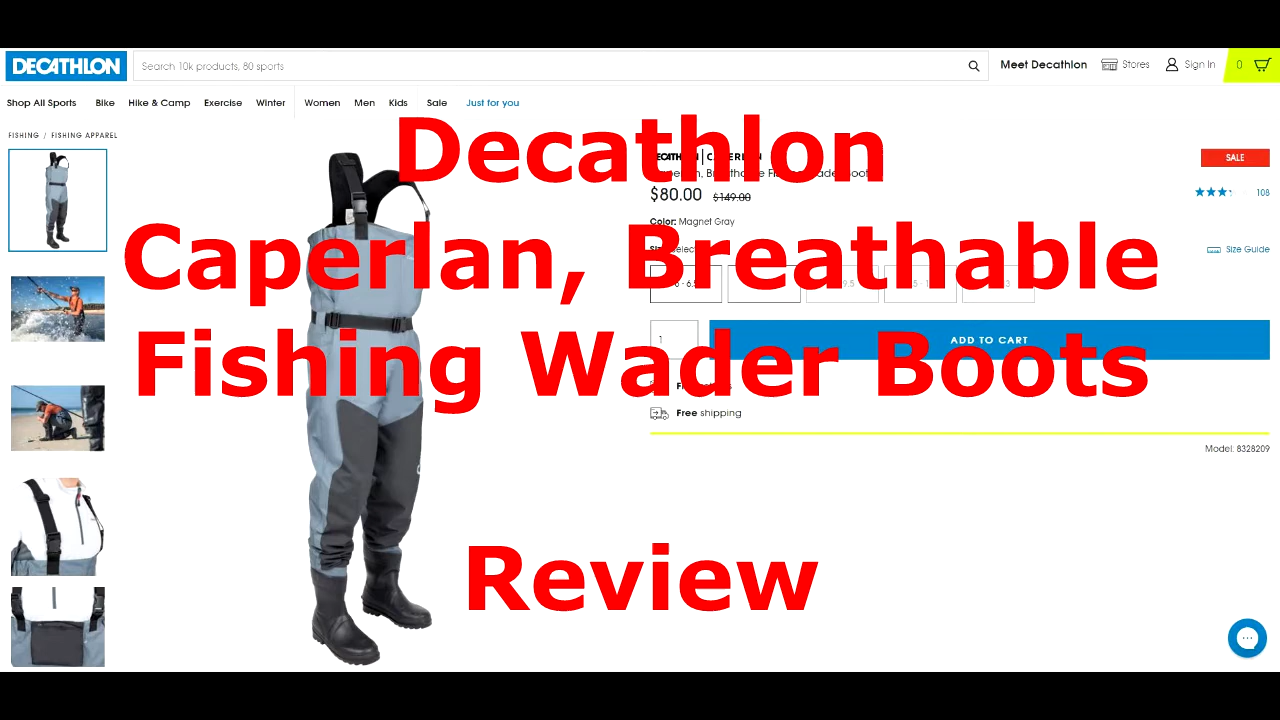 DECATHLON
Search 10k products, 80 sports
Meet Decathlon
Stores
Sign In
0
Shop All Sports
Bike
Hike & Camp
Exercise
Winter
Women
Men
Kids
Sale
Just for you
FISHING / FISHING APPAREL
Decathlon
SALE
$80.00 $149.00
108
Color: Magnet Gray
Size Guide
Caperlan, Breathable
1
ADD TO CART
Fishing Wader Boots
Free shipping
Model: 8328209
Review